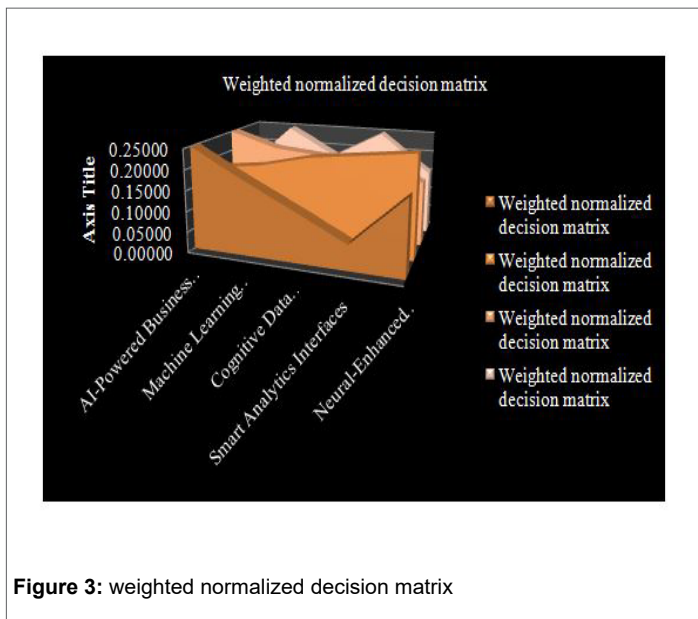 Weighted normalized decision matrix
Axis Title
0.25000
0.20000
0.15000
0.10000
0.05000
0.00000
AI-Powered Business..
Machine Learning..
Cognitive Data..
Smart Analytics Interfaces
Neural-Enhanced..
Weighted normalized
decision matrix
Weighted normalized
decision matrix
Weighted normalized
decision matrix
Weighted normalized
decision matrix
Figure 3: weighted normalized decision matrix